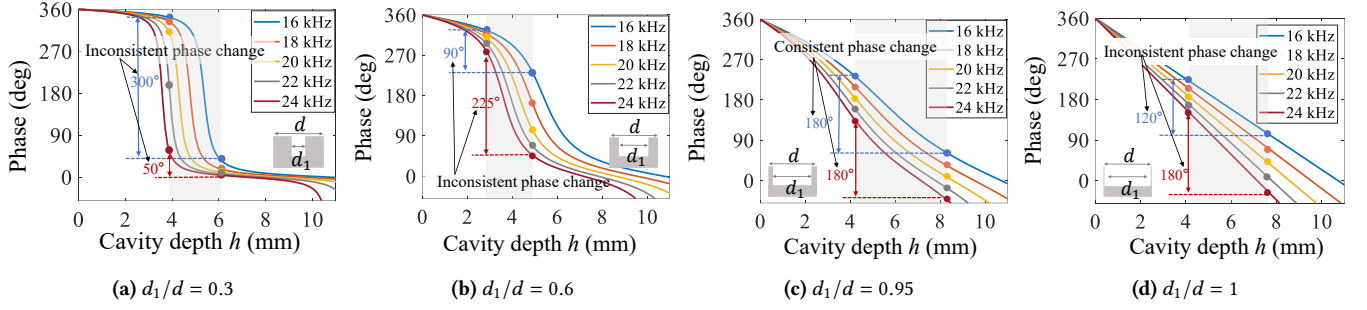 360
270
180
90
0
Phase (deg)
16 kHz
18 kHz
20 kHz
22 kHz
24 kHz
Inconsistent phase change
300°
50°
d
d1
0 2 4 6 8 10
Cavity depth h (mm)
(a) d1/d = 0.3
360
270
180
90
0
Phase (deg)
16 kHz
18 kHz
20 kHz
22 kHz
24 kHz
90°
225°
Inconsistent phase change
d
d1
0 2 4 6 8 10
Cavity depth h (mm)
(b) d1/d = 0.6
360
270
180
90
0
Phase (deg)
16 kHz
18 kHz
20 kHz
22 kHz
24 kHz
Consistent phase change
180°
180°
d
d1
0 2 4 6 8 10
Cavity depth h (mm)
(c) d1/d = 0.95
360
270
180
90
0
Phase (deg)
16 kHz
18 kHz
20 kHz
22 kHz
24 kHz
Inconsistent phase change
120°
180°
d
d1
0 2 4 6 8 10
Cavity depth h (mm)
(d) d1/d = 1